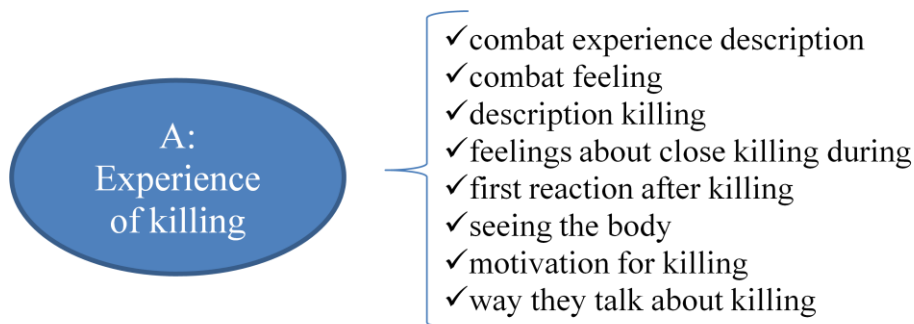 A:
Experience
of killing
✓combat experience description
✓combat feeling
✓description killing
✓feelings about close killing during
✓first reaction after killing
✓seeing the body
✓motivation for killing
✓way they talk about killing